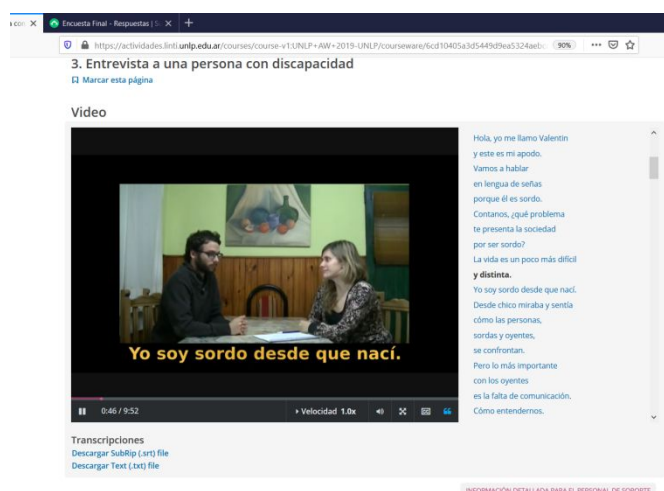 Encuesta Final - Respuestas |
https://actividades.linti.unlp.edu.ar/courses/course-v1:UNLP+AW+2019-UNLP/courseware/6cd10405a3d5449d9ea5324aeb
90%
3. Entrevista a una persona con discapacidad
Marcar esta página
Video
Yo soy sordo desde que nací.
0:46 / 9:52
Velocidad 1.0x
Hola, yo me llamo Valentin
y este es mi apodo.
Vamos a hablar
en lengua de señas
porque él es sordo.
Contanos, ¿qué problema
te presenta la sociedad
por ser sordo?
La vida es un poco más difícil
y distinta.
Yo soy sordo desde que nací.
Desde chico miraba y sentía
cómo las personas,
sordas y oyentes,
se confrontan.
Pero lo más importante
con los oyentes
es la falta de comunicación.
Cómo entendernos.
Transcripciones
Descargar SubRip (.srt) file
Descargar Text (.txt) file
INFORMACIÓN DETALLADA PARA EL PERSONAL DE SOPORTE